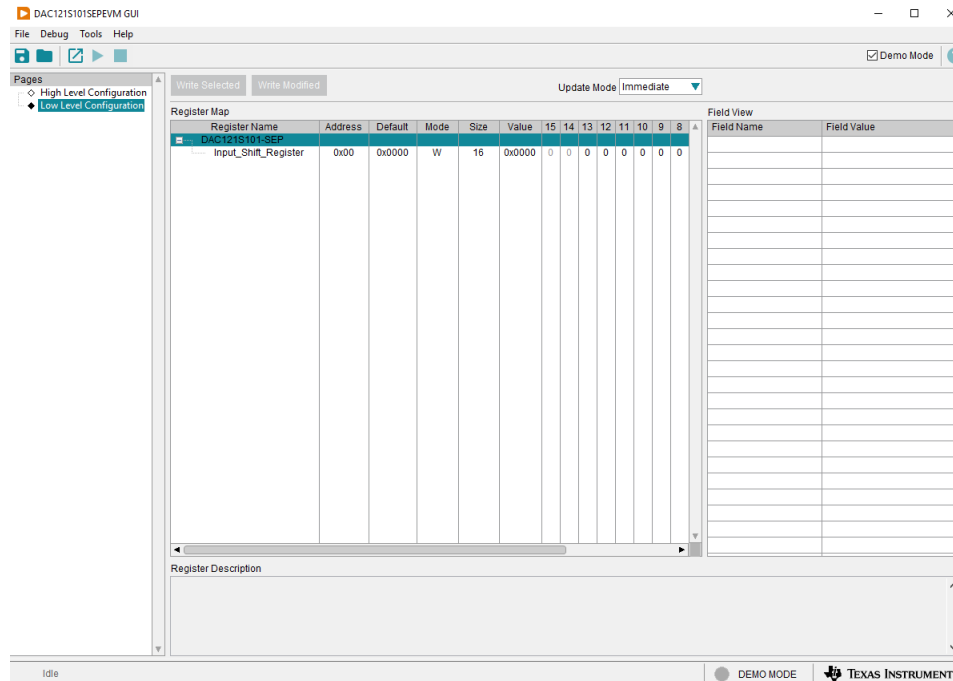 DAC121S101SEPEVM GUI
File Debug Tools Help
Demo Mode
Pages
High Level Configuration
Low Level Configuration
Write Selected Write Modified
Update Mode Immediate
Register Map
Register Name Address Default Mode Size Value 15 14 13 12 11 10 9 8
DAC121S101-SEP
Input_Shift_Register 0x00 0x0000 W 16 0x0000 0 0 0 0 0 0 0 0
Field View
Field Name Field Value
Register Description
Idle
DEMO MODE
TEXAS INSTRUMENT